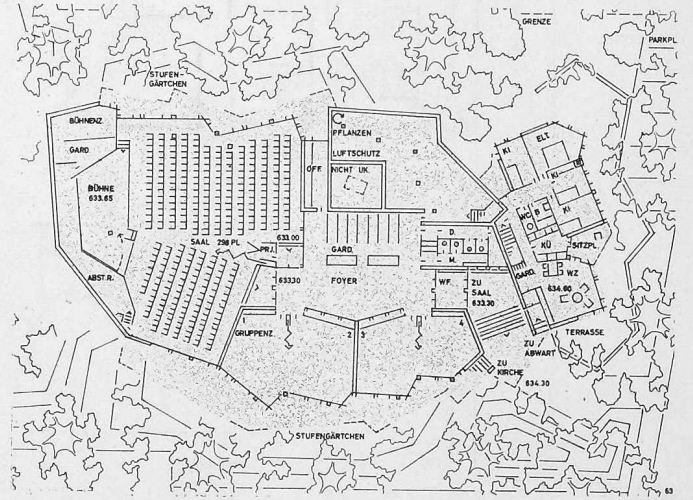 GRENZE
PARKPL
STUFEN-
GÄRTCHEN
BÜHNENZ.
GARD
BÜHNE
633.65
ABST.R.
SAAL 298 PL
PRJ.
633.00
633.30
ÖFF.
PFLANZEN
LUFTSCHUTZ
NICHT UK.
GARD.
FOYER
D.
M.
WF.
ZU
SAAL
633.30
GRUPPENZ.
1
2
3
4
KI
ELT.
KI
KI
WC
B
KÜ
SITZPL.
GARD.
WZ
634.60
TERRASSE
ZU
ABWART
ZU
KIRCHE
634.30
STUFENGÄRTCHEN
63